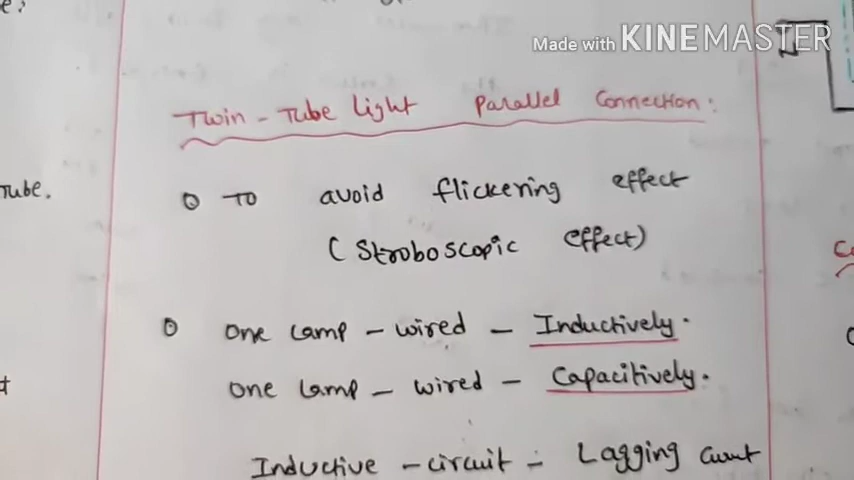 Made with KINEMASTER
Twin - Tube light Parallel Connection:
Tube.
To avoid flickering effect
(Stroboscopic effect)
One Lamp - wired - Inductively.
One Lamp - wired - Capacitively.
Inductive - circuit - Lagging